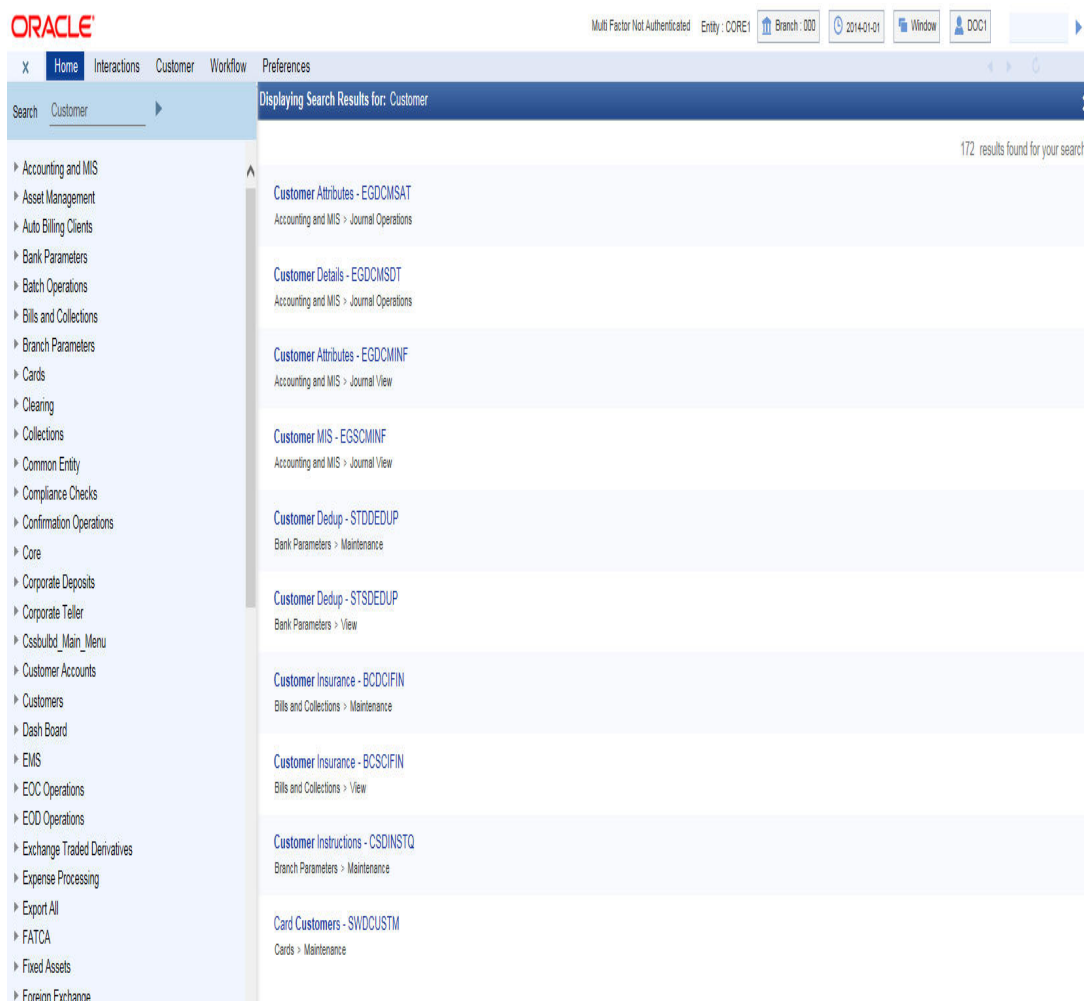 ORACLE
Multi Factor Not Authenticated Entity : CORE1 Branch : 000 2014-01-01 Window DOC1
X Home Interactions Customer Workflow Preferences
Search Customer
Accounting and MIS
Asset Management
Auto Billing Clients
Bank Parameters
Batch Operations
Bills and Collections
Branch Parameters
Cards
Clearing
Collections
Common Entity
Compliance Checks
Confirmation Operations
Core
Corporate Deposits
Corporate Teller
Cssbulbd_Main_Menu
Customer Accounts
Customers
Dash Board
EMS
EOC Operations
EOD Operations
Exchange Traded Derivatives
Expense Processing
Export All
FATCA
Fixed Assets
Foreign Exchange
Displaying Search Results for: Customer
172 results found for your search
Customer Attributes - EGDCMSAT
Accounting and MIS > Journal Operations
Customer Details - EGDCMSDT
Accounting and MIS > Journal Operations
Customer Attributes - EGDCMINF
Accounting and MIS > Journal View
Customer MIS - EGSCMINF
Accounting and MIS > Journal View
Customer Dedup - STDDEDUP
Bank Parameters > Maintenance
Customer Dedup - STSDEDUP
Bank Parameters > View
Customer Insurance - BCDCIFIN
Bills and Collections > Maintenance
Customer Insurance - BCSCIFIN
Bills and Collections > View
Customer Instructions - CSDINSTQ
Branch Parameters > Maintenance
Card Customers - SWDCUSTM
Cards > Maintenance